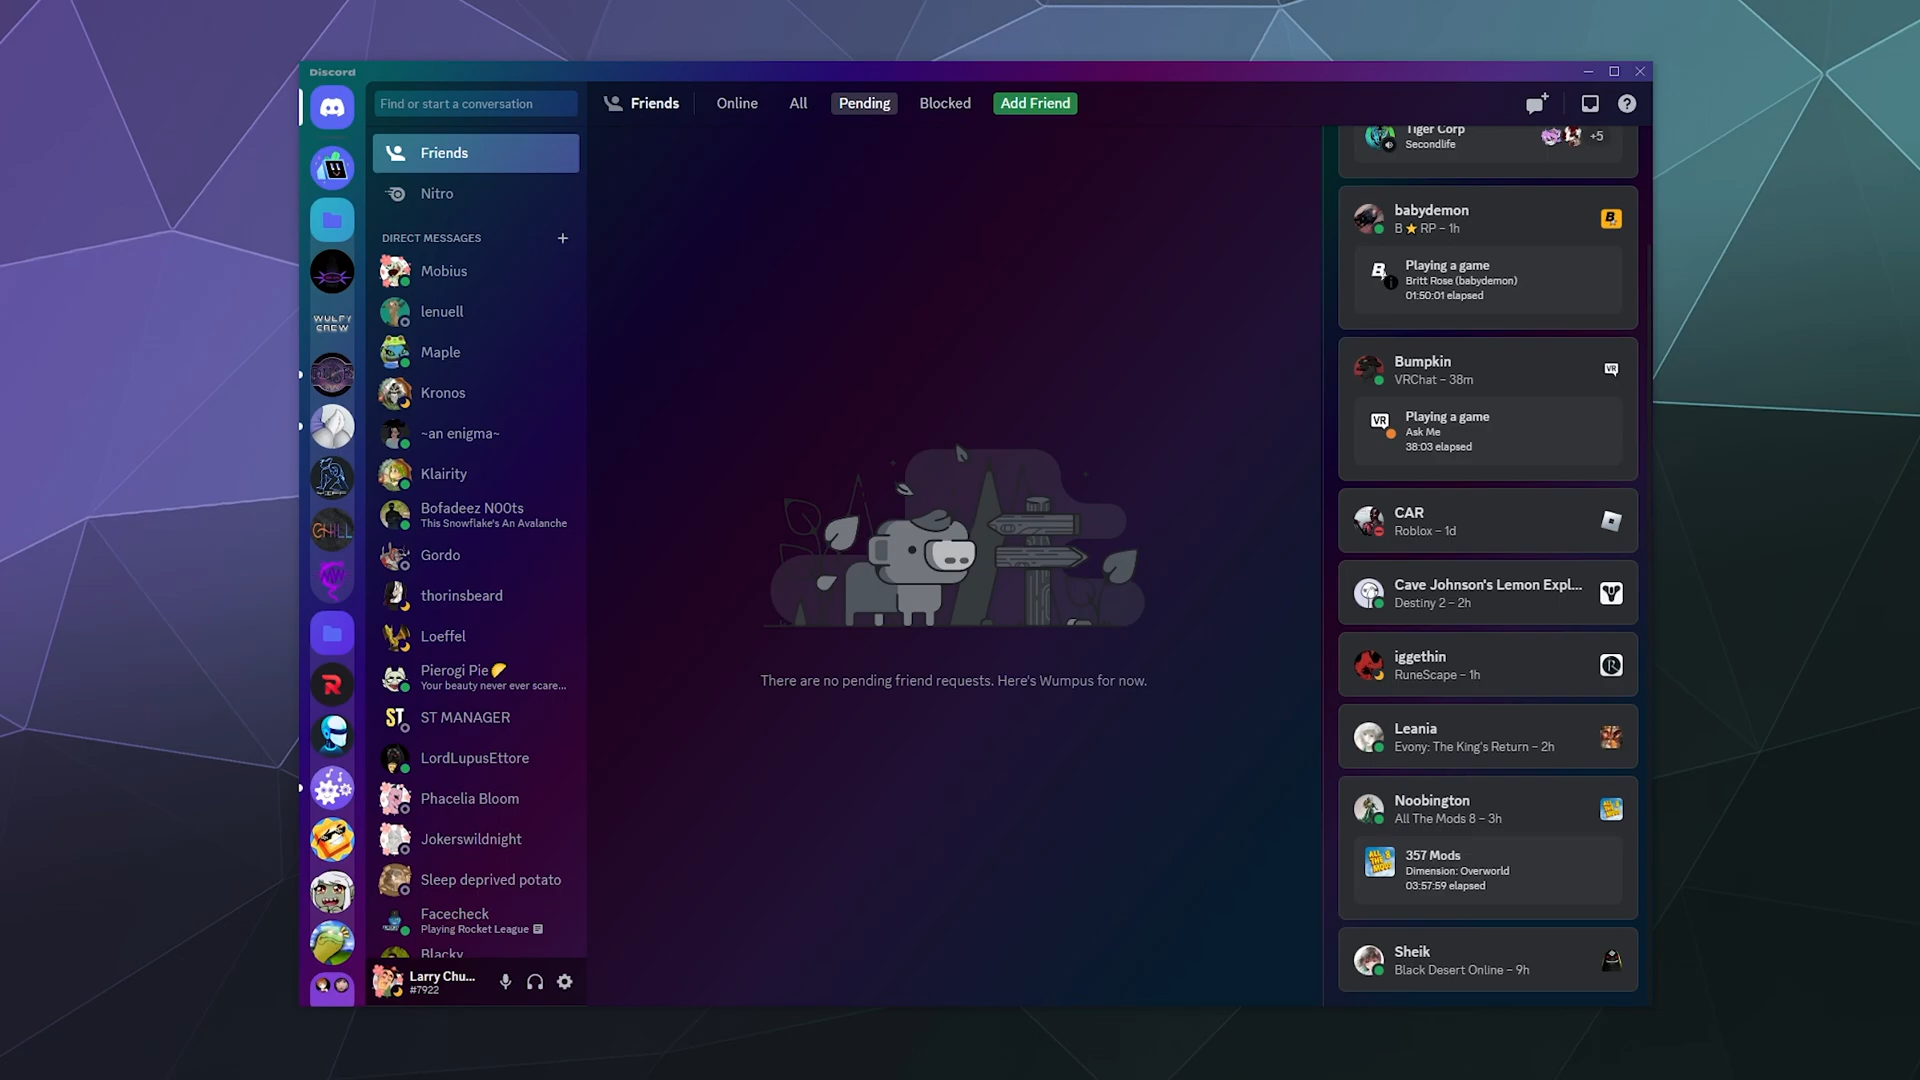 Discord
Find or start a conversation
Friends
Online
All
Pending
Blocked
Add Friend
Friends
Nitro
DIRECT MESSAGES
Mobius
lenuell
Maple
Kronos
~an enigma~
Klairity
Bofadeez N00ts
This Snowflake's An Avalanche
Gordo
thorinsbeard
Loeffel
Pierogi Pie🥟
Your beauty never ever scare...
ST MANAGER
LordLupusEttore
Phacelia Bloom
Jokerswildnight
Sleep deprived potato
Facecheck
Playing Rocket League
Blacky
Larry Chu...
#7922
WULFY
CREW
CHILL
There are no pending friend requests. Here's Wumpus for now.
Tiger Corp
Secondlife
+5
babydemon
B ⭐ RP – 1h
Playing a game
Britt Rose (babydemon)
01:50:01 elapsed
Bumpkin
VRChat – 38m
VR
VR
Playing a game
Ask Me
38:03 elapsed
CAR
Roblox – 1d
Cave Johnson's Lemon Expl...
Destiny 2 – 2h
iggethin
RuneScape – 1h
Leania
Evony: The King's Return – 2h
Noobington
All The Mods 8 – 3h
357 Mods
Dimension: Overworld
03:57:59 elapsed
Sheik
Black Desert Online – 9h